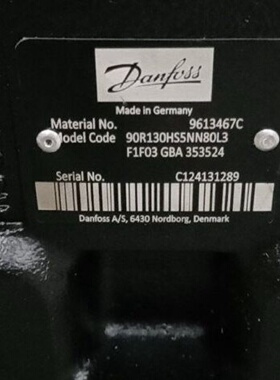 Danfoss
Made in Germany
Material No. 9613467C
Model Code 90R130HS5NN80L3
F1F03 GBA 353524
Serial No. C124131289
Danfoss A/S, 6430 Nordborg, Denmark